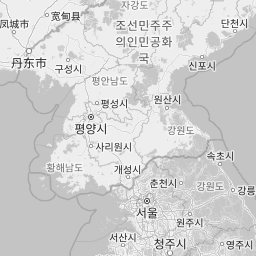 자강도
宽甸县
凤城市
조선민주주
의인민공화
국
단천시
丹东市
구성시
신포시
평안남도
평성시
원산시
평양시
강원도
사리원시
속초시
황해남도
개성시
춘천시
강원도
강릉
서울
원주시
서산시
청주시
영주시